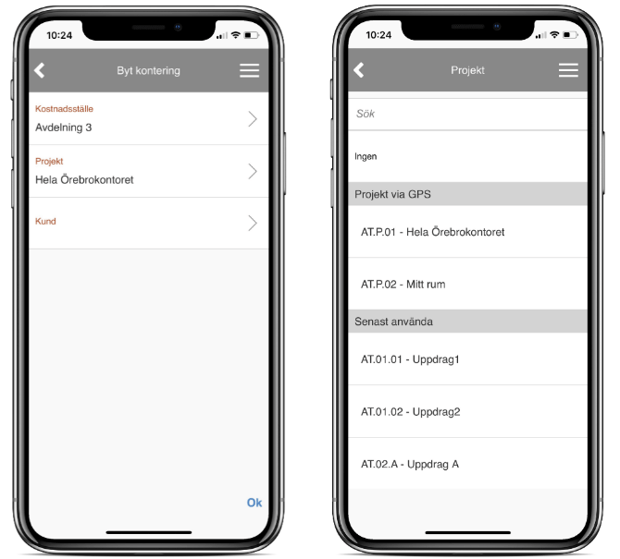 10:24
Byt kontering
Kostnadsställe
Avdelning 3
Projekt
Hela Örebrokontoret
Kund
Ok
10:24
Projekt
Sök
Ingen
Projekt via GPS
AT.P.01 - Hela Örebrokontoret
AT.P.02 - Mitt rum
Senast använda
AT.01.01 - Uppdrag1
AT.01.02 - Uppdrag2
AT.02.A - Uppdrag A